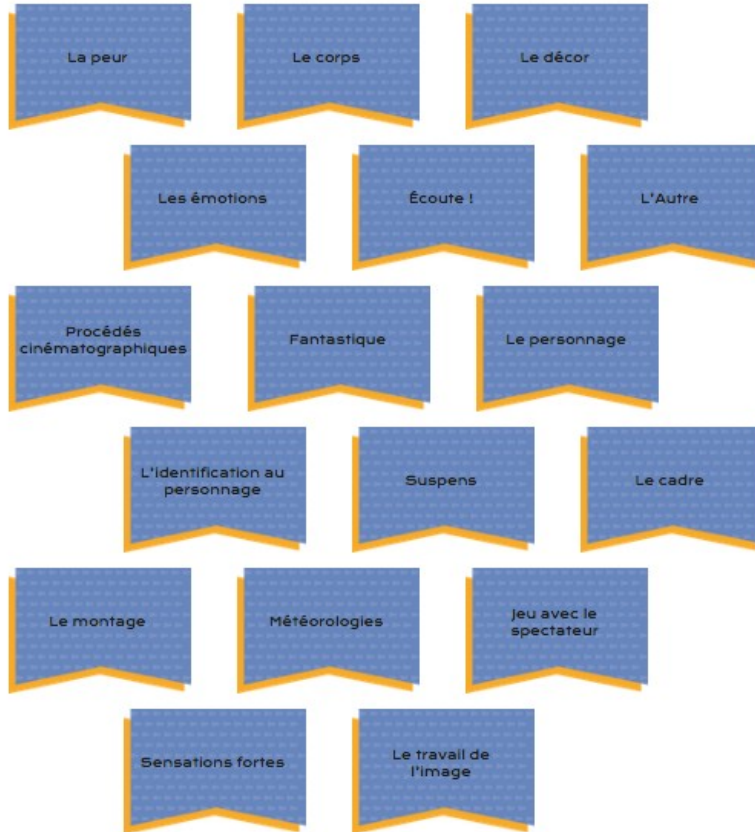 La peur
Le corps
Le décor
Les émotions
Écoute !
L'Autre
Procédés
cinématographiques
Fantastique
Le personnage
L'identification au
personnage
Suspens
Le cadre
Le montage
Météorologies
Jeu avec le
spectateur
Sensations fortes
Le travail de
l'image